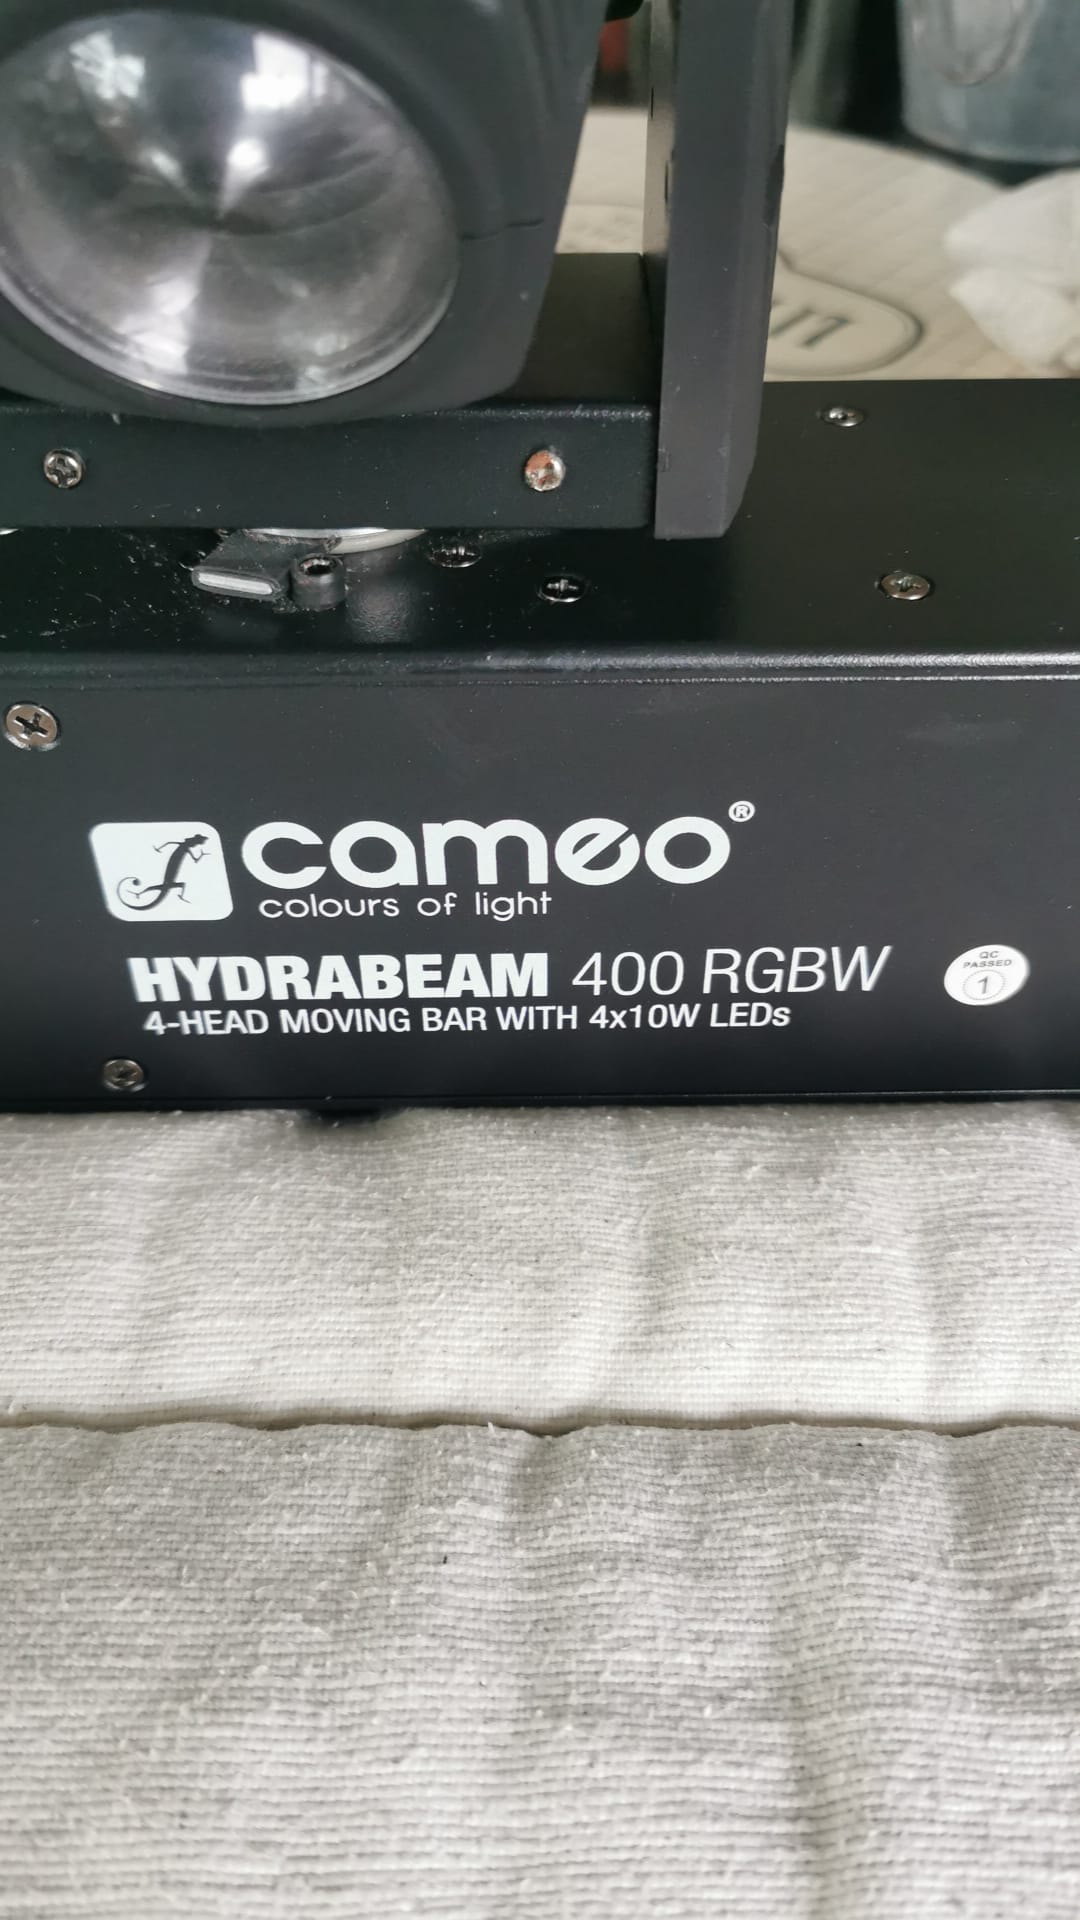 cameo®
colours of light
HYDRABEAM 400 RGBW
4-HEAD MOVING BAR WITH 4x10W LEDs
QC
PASSED
1